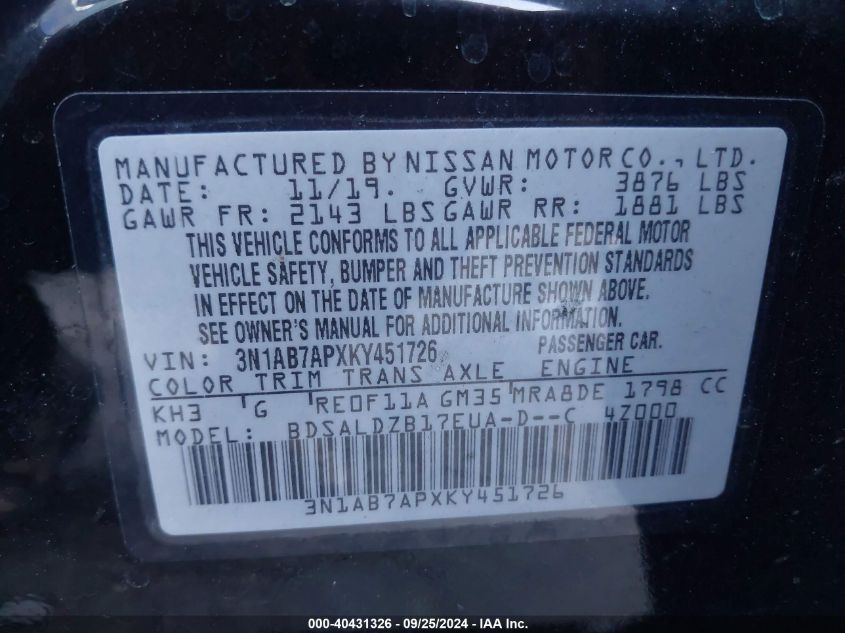 MANUFACTURED BY NISSAN MOTOR CO., LTD.
DATE: 11/19. GVWR: 3876 LBS
GAWR FR: 2143 LBS GAWR RR: 1881 LBS
THIS VEHICLE CONFORMS TO ALL APPLICABLE FEDERAL MOTOR
VEHICLE SAFETY, BUMPER AND THEFT PREVENTION STANDARDS
IN EFFECT ON THE DATE OF MANUFACTURE SHOWN ABOVE.
SEE OWNER'S MANUAL FOR ADDITIONAL INFORMATION.
VIN: 3N1AB7APXKY451726 PASSENGER CAR.
COLOR TRIM TRANS AXLE ENGINE
KH3 'G 'RE0F11A GM35 'MRA8DE 1798 CC
MODEL: BDSALDZB17EUA-D--C 4Z000
3N1AB7APXKY451726
000-40431326 - 09/25/2024 - IAA Inc.